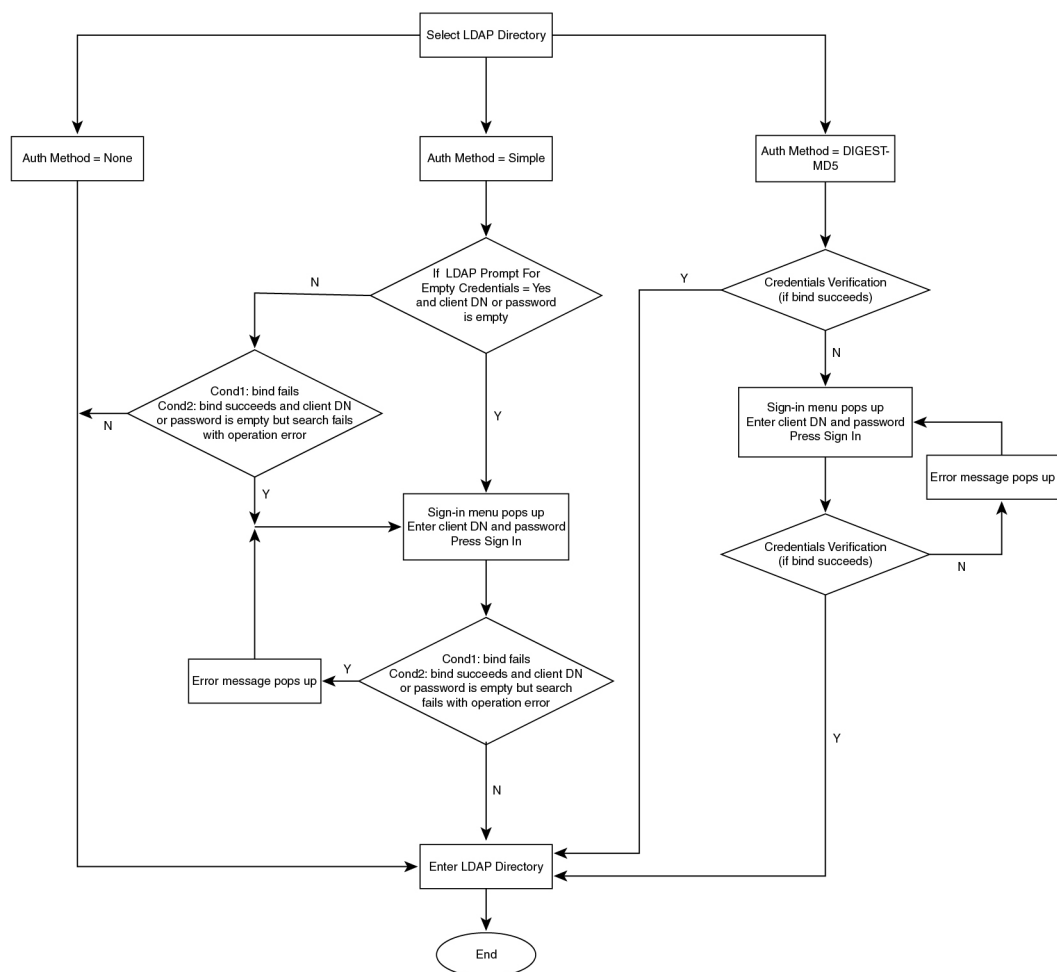 Select LDAP Directory
Auth Method = None
Auth Method = Simple
Auth Method = DIGEST-
MD5
If LDAP Prompt For
Empty Credentials = Yes
and client DN or password
is empty
N
Y
Credentials Verification
(if bind succeeds)
Y
N
Cond1: bind fails
Cond2: bind succeeds and client DN
or password is empty but search fails
with operation error
N
Y
Sign-in menu pops up
Enter client DN and password
Press Sign In
Error message pops up
Sign-in menu pops up
Enter client DN and password
Press Sign In
Credentials Verification
(if bind succeeds)
N
Y
Cond1: bind fails
Cond2: bind succeeds and client DN
or password is empty but search
fails with operation error
Y
Error message pops up
N
Enter LDAP Directory
End